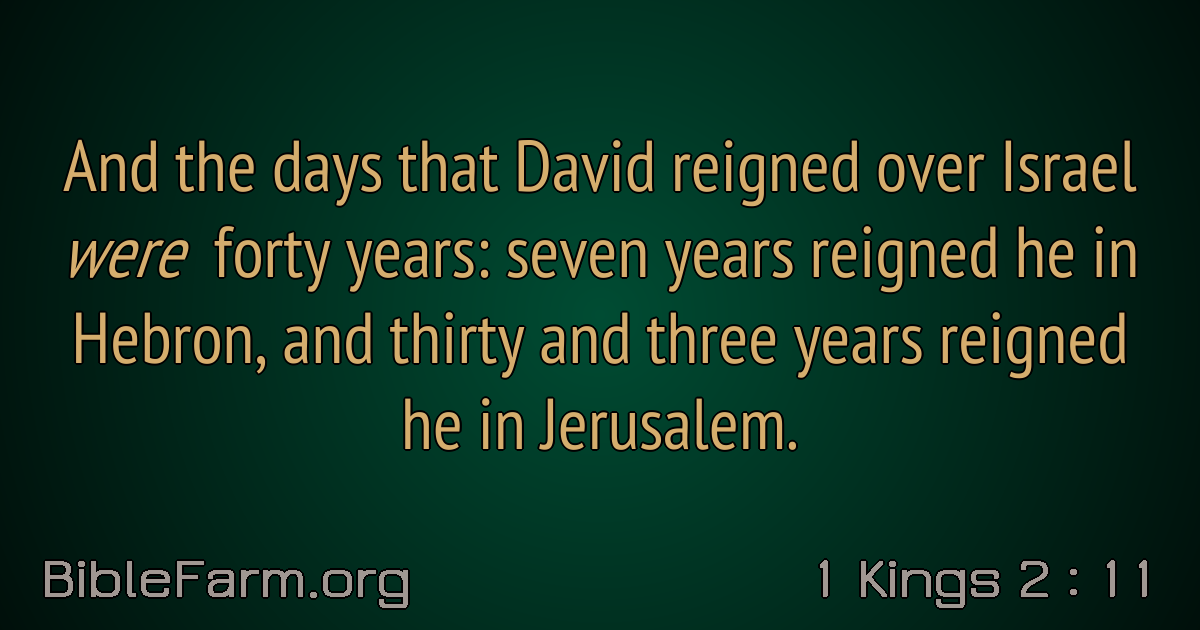 And the days that David reigned over Israel
were forty years: seven years reigned he in
Hebron, and thirty and three years reigned
he in Jerusalem.
BibleFarm.org
1 Kings 2 : 11